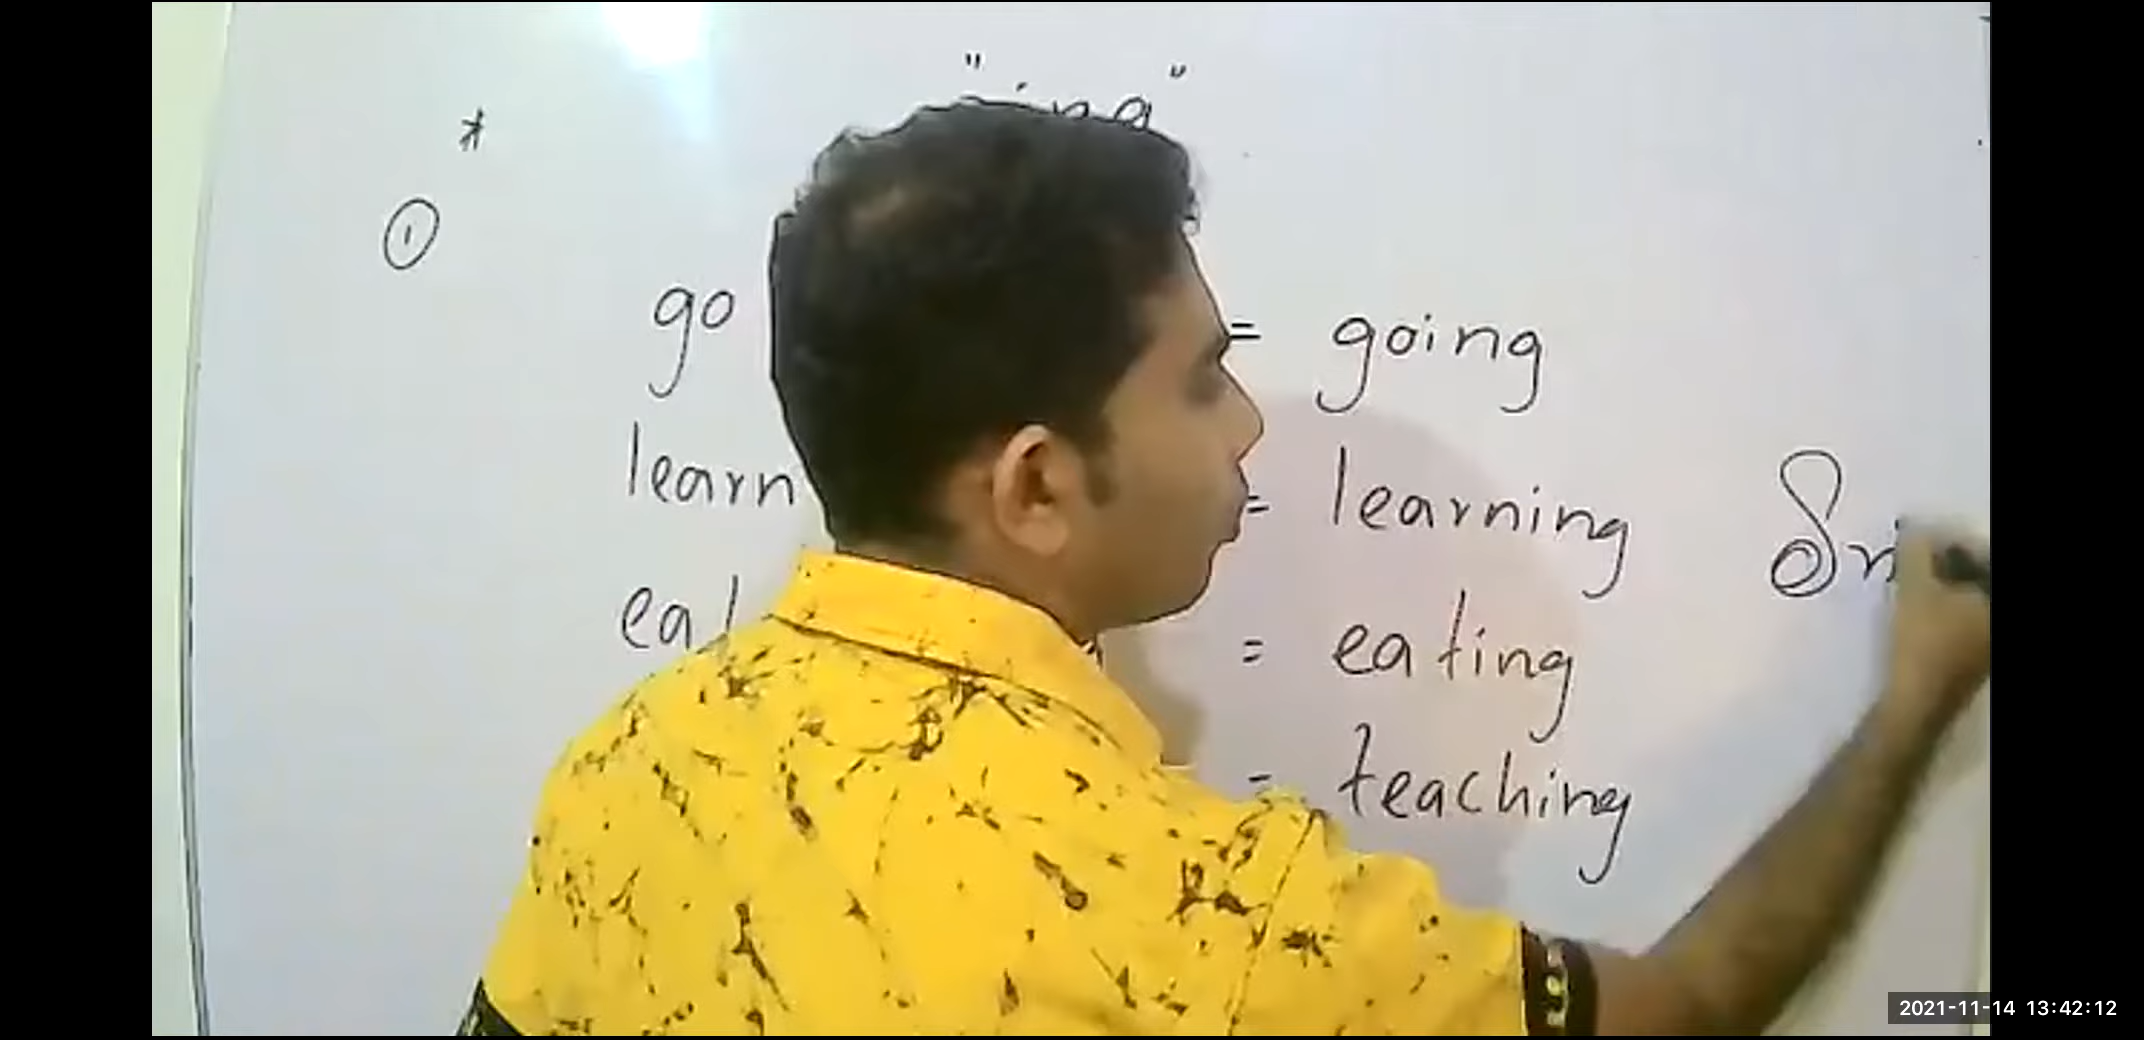 "ing"
*
①
go = going
learn = learning
eat = eating
= teaching
2021-11-14 13:42:12